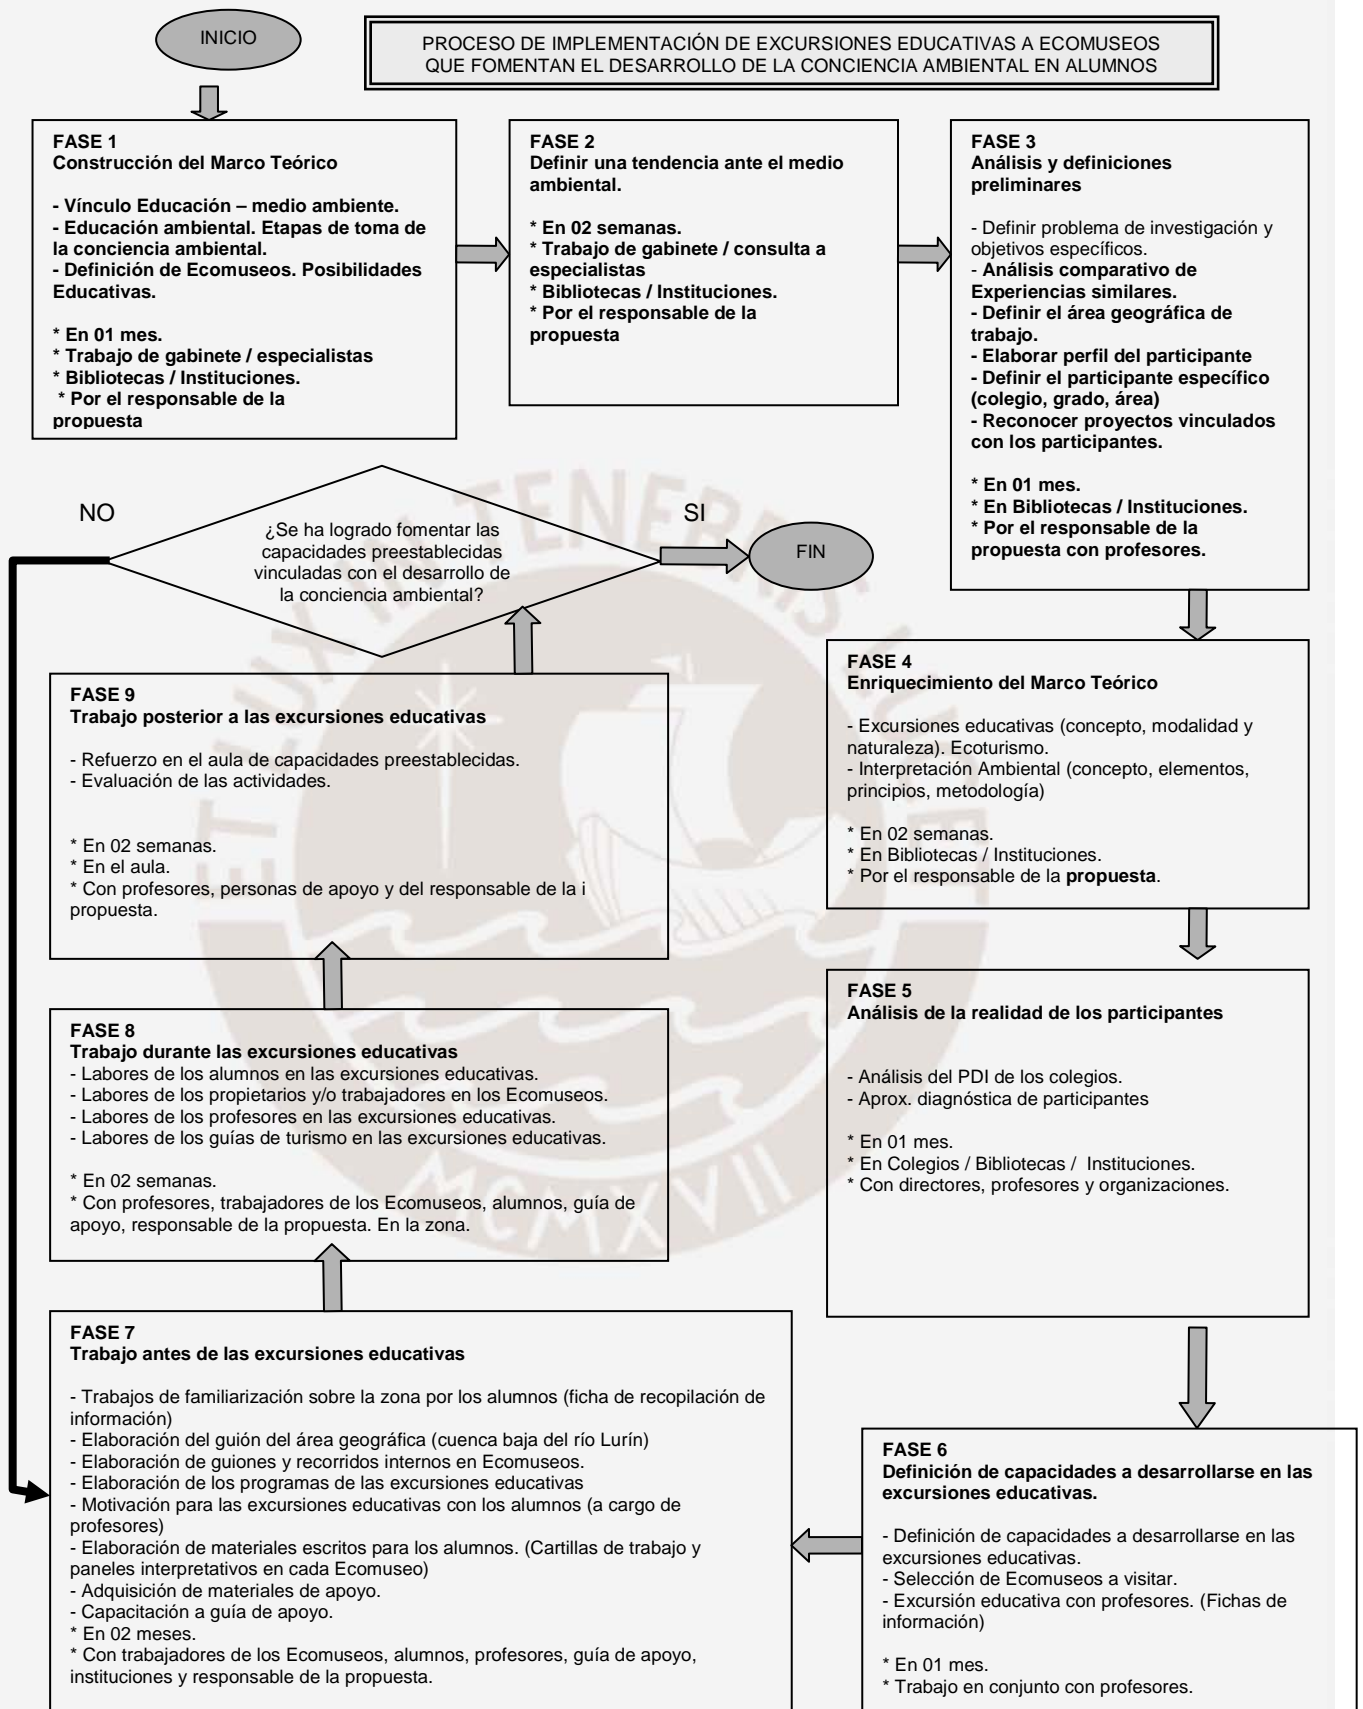 INICIO
PROCESO DE IMPLEMENTACIÓN DE EXCURSIONES EDUCATIVAS A ECOMUSEOS
QUE FOMENTAN EL DESARROLLO DE LA CONCIENCIA AMBIENTAL EN ALUMNOS
FASE 1
Construcción del Marco Teórico
- Vínculo Educación – medio ambiente.
- Educación ambiental. Etapas de toma de
la conciencia ambiental.
- Definición de Ecomuseos. Posibilidades
Educativas.
* En 01 mes.
* Trabajo de gabinete / especialistas
* Bibliotecas / Instituciones.
* Por el responsable de la
propuesta
FASE 2
Definir una tendencia ante el medio
ambiental.
* En 02 semanas.
* Trabajo de gabinete / consulta a
especialistas
* Bibliotecas / Instituciones.
* Por el responsable de la
propuesta
FASE 3
Análisis y definiciones
preliminares
- Definir problema de investigación y
objetivos específicos.
- Análisis comparativo de
Experiencias similares.
- Definir el área geográfica de
trabajo.
- Elaborar perfil del participante
- Definir el participante específico
(colegio, grado, área)
- Reconocer proyectos vinculados
con los participantes.
* En 01 mes.
* En Bibliotecas / Instituciones.
* Por el responsable de la
propuesta con profesores.
NO
¿Se ha logrado fomentar las
capacidades preestablecidas
vinculadas con el desarrollo de
la conciencia ambiental?
SI
FIN
FASE 4
Enriquecimiento del Marco Teórico
- Excursiones educativas (concepto, modalidad y
naturaleza). Ecoturismo.
- Interpretación Ambiental (concepto, elementos,
principios, metodología)
* En 02 semanas.
* En Bibliotecas / Instituciones.
* Por el responsable de la propuesta.
FASE 9
Trabajo posterior a las excursiones educativas
- Refuerzo en el aula de capacidades preestablecidas.
- Evaluación de las actividades.
* En 02 semanas.
* En el aula.
* Con profesores, personas de apoyo y del responsable de la i
propuesta.
FASE 5
Análisis de la realidad de los participantes
- Análisis del PDI de los colegios.
- Aprox. diagnóstica de participantes
* En 01 mes.
* En Colegios / Bibliotecas / Instituciones.
* Con directores, profesores y organizaciones.
FASE 8
Trabajo durante las excursiones educativas
- Labores de los alumnos en las excursiones educativas.
- Labores de los propietarios y/o trabajadores en los Ecomuseos.
- Labores de los profesores en las excursiones educativas.
- Labores de los guías de turismo en las excursiones educativas.
* En 02 semanas.
* Con profesores, trabajadores de los Ecomuseos, alumnos, guía de
apoyo, responsable de la propuesta. En la zona.
FASE 7
Trabajo antes de las excursiones educativas
- Trabajos de familiarización sobre la zona por los alumnos (ficha de recopilación de
información)
- Elaboración del guión del área geográfica (cuenca baja del río Lurín)
- Elaboración de guiones y recorridos internos en Ecomuseos.
- Elaboración de los programas de las excursiones educativas
- Motivación para las excursiones educativas con los alumnos (a cargo de
profesores)
- Elaboración de materiales escritos para los alumnos. (Cartillas de trabajo y
paneles interpretativos en cada Ecomuseo)
- Adquisición de materiales de apoyo.
- Capacitación a guía de apoyo.
* En 02 meses.
* Con trabajadores de los Ecomuseos, alumnos, profesores, guía de apoyo,
instituciones y responsable de la propuesta.
FASE 6
Definición de capacidades a desarrollarse en las
excursiones educativas.
- Definición de capacidades a desarrollarse en las
excursiones educativas.
- Selección de Ecomuseos a visitar.
- Excursión educativa con profesores. (Fichas de
información)
* En 01 mes.
* Trabajo en conjunto con profesores.
ET LUX IN TENEBRIS LUCET
MCMXVII